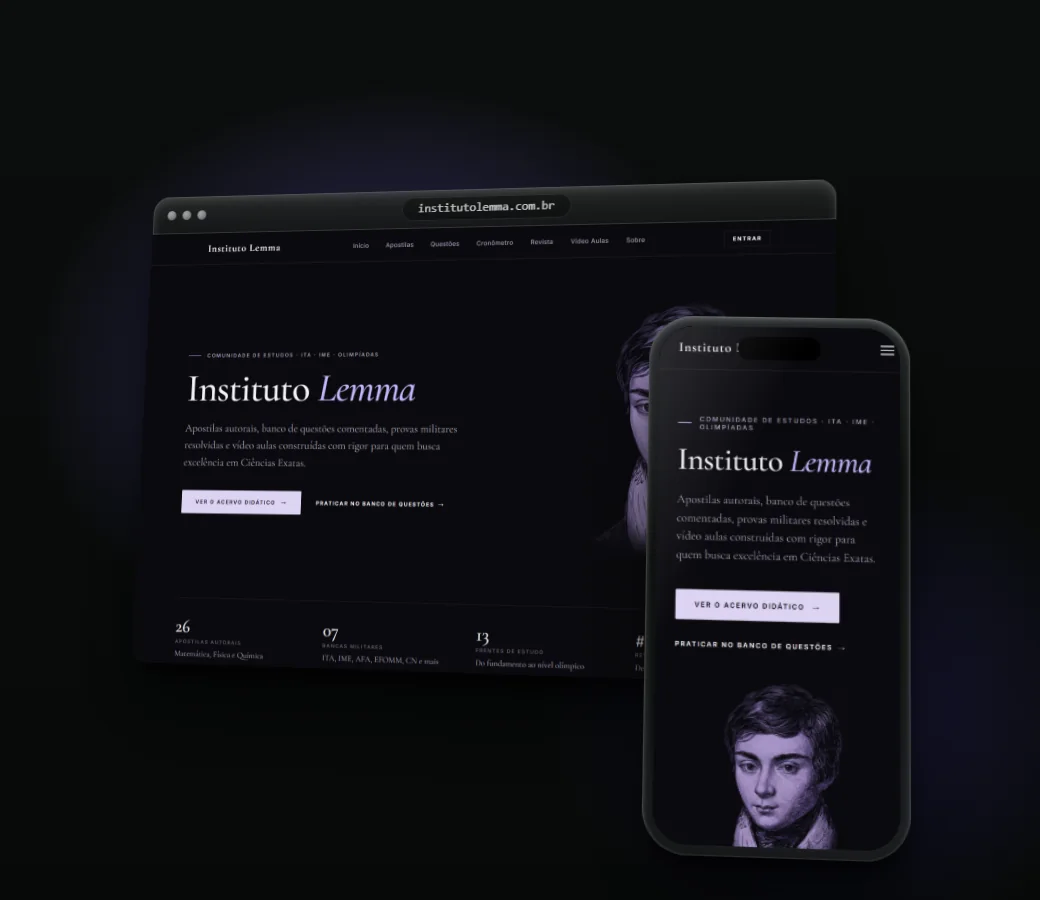 institutolemma.com.br
Instituto Lemma
Início Apostilas Questões Cronômetro Revista Vídeo Aulas Sobre
ENTRAR
COMUNIDADE DE ESTUDOS · ITA · IME · OLIMPÍADAS
Instituto Lemma
Apostilas autorais, banco de questões comentadas, provas militares
resolvidas e vídeo aulas construídas com rigor para quem busca
excelência em Ciências Exatas.
VER O ACERVO DIDÁTICO →
PRATICAR NO BANCO DE QUESTÕES →
26
APOSTILAS AUTORAIS
Matemática, Física e Química
07
BANCAS MILITARES
ITA, IME, AFA, EFOMM, CN e mais
13
FRENTES DE ESTUDO
Do fundamento ao nível olímpico
#
Instituto
COMUNIDADE DE ESTUDOS · ITA · IME ·
OLIMPÍADAS
Instituto Lemma
Apostilas autorais, banco de questões
comentadas, provas militares resolvidas e
vídeo aulas construídas com rigor para
quem busca excelência em Ciências Exatas.
VER O ACERVO DIDÁTICO →
PRATICAR NO BANCO DE QUESTÕES →